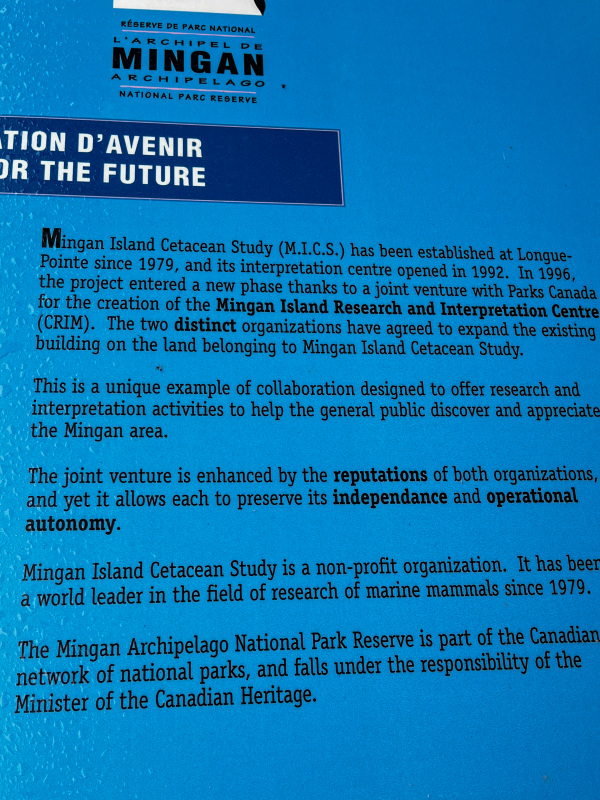 RÉSERVE DE PARC NATIONAL
L'ARCHIPEL DE
MINGAN
ARCHIPELAGO
NATIONAL PARC RESERVE
ATION D'AVENIR
OR THE FUTURE
Mingan Island Cetacean Study (M.I.C.S.) has been established at Longue-
Pointe since 1979, and its interpretation centre opened in 1992. In 1996,
the project entered a new phase thanks to a joint venture with Parks Canada
for the creation of the Mingan Island Research and Interpretation Centre
(CRIM). The two distinct organizations have agreed to expand the existing
building on the land belonging to Mingan Island Cetacean Study.
This is a unique example of collaboration designed to offer research and
interpretation activities to help the general public discover and appreciate
the Mingan area.
The joint venture is enhanced by the reputations of both organizations,
and yet it allows each to preserve its independance and operational
autonomy.
Mingan Island Cetacean Study is a non-profit organization. It has been
a world leader in the field of research of marine mammals since 1979.
The Mingan Archipelago National Park Reserve is part of the Canadian
network of national parks, and falls under the responsibility of the
Minister of the Canadian Heritage.